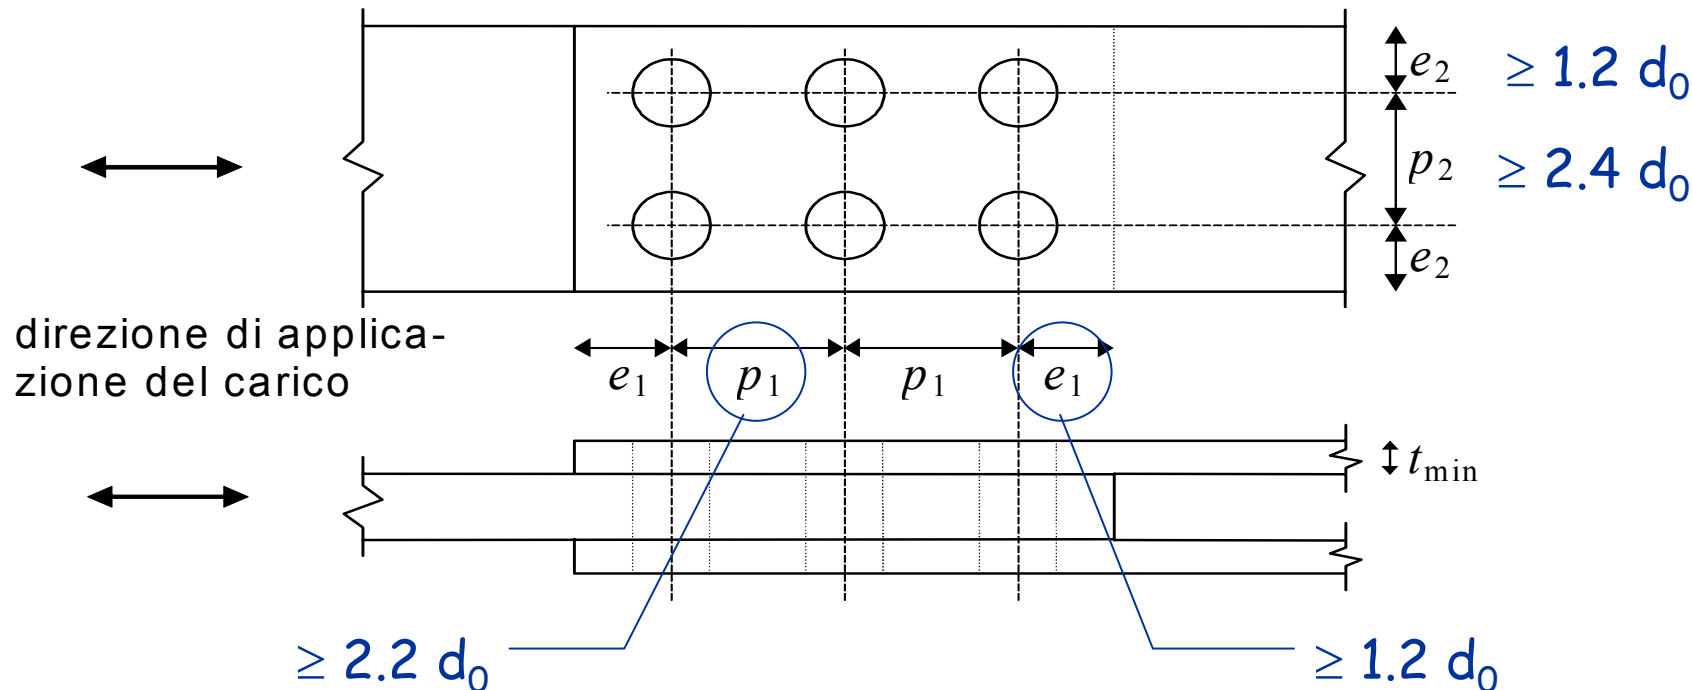 e₂ ≥ 1.2 d₀
p₂ ≥ 2.4 d₀
e₂
direzione di applica-
zione del carico
e₁ p₁ p₁ e₁
t_min
≥ 2.2 d₀ ≥ 1.2 d₀